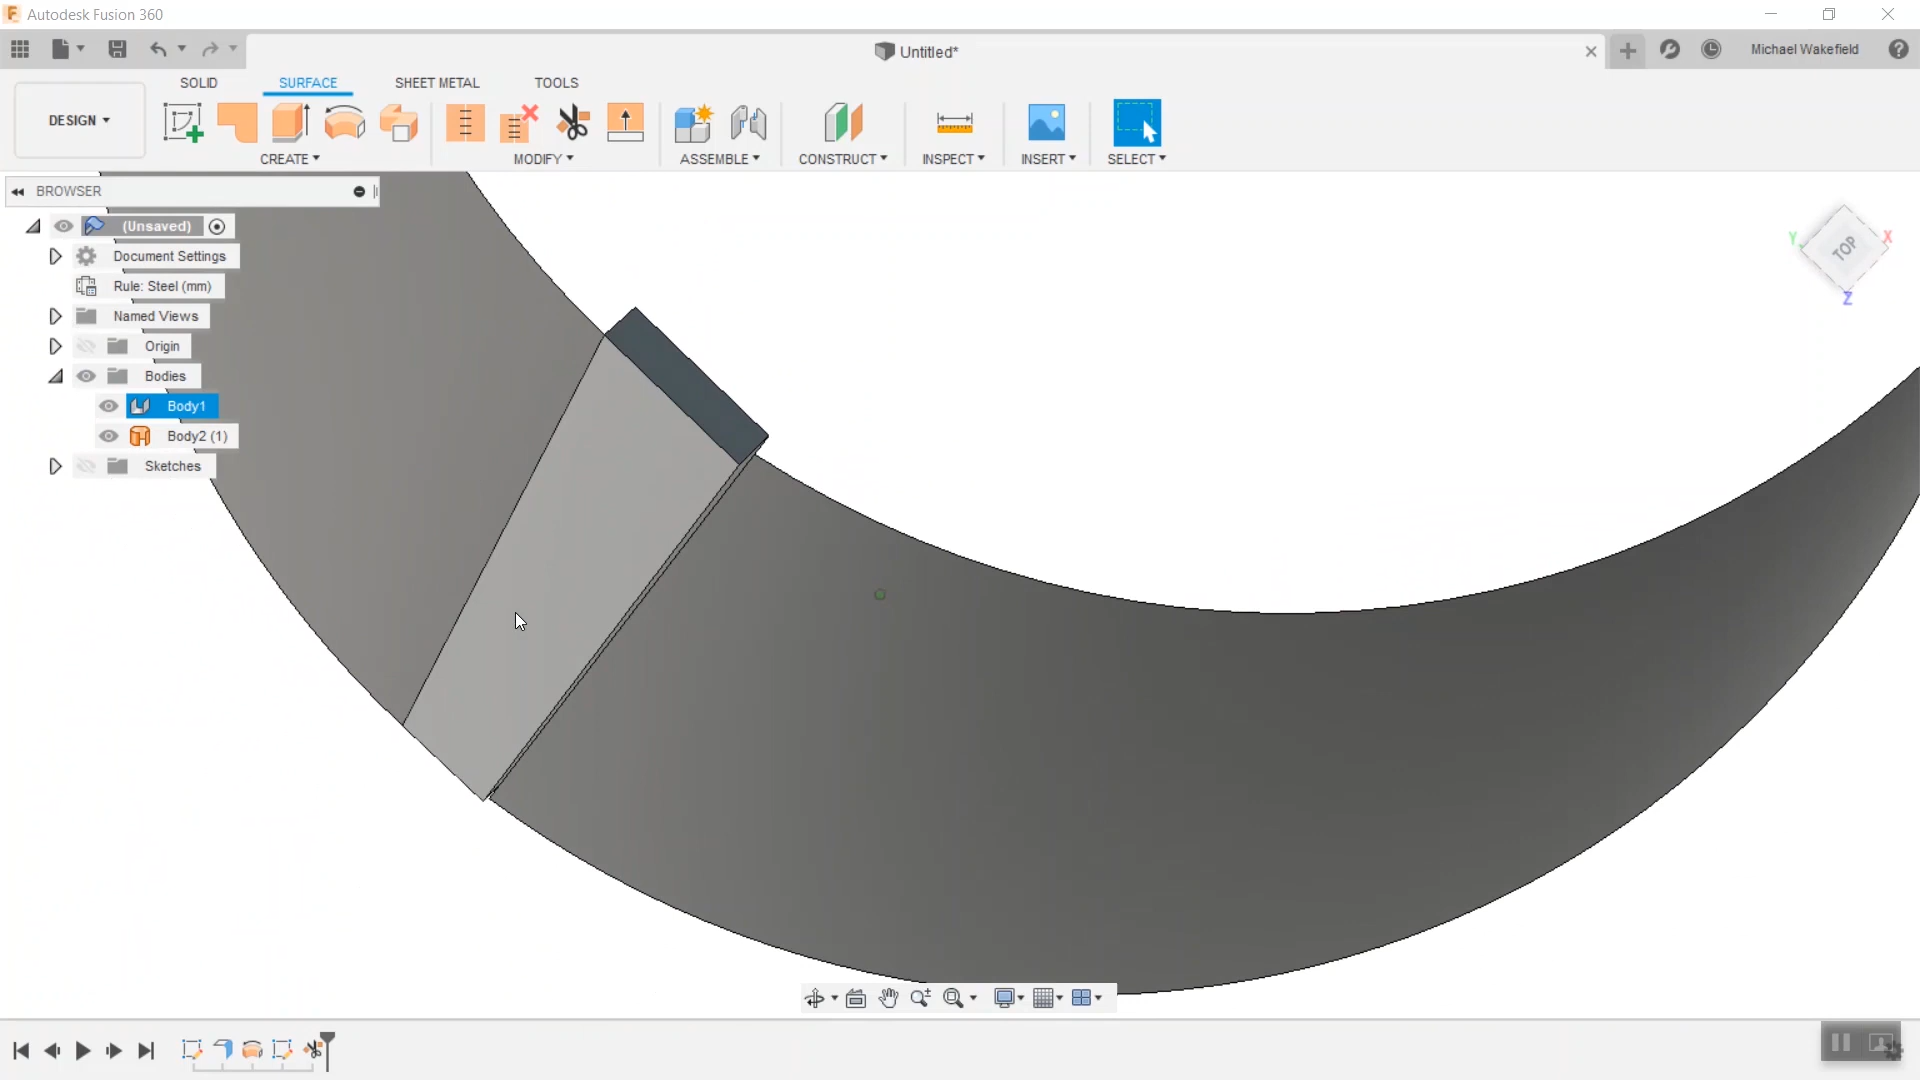 Autodesk Fusion 360
Untitled*
Michael Wakefield
SOLID SURFACE SHEET METAL TOOLS
DESIGN
CREATE MODIFY ASSEMBLE CONSTRUCT INSPECT INSERT SELECT
BROWSER
(Unsaved)
Document Settings
Rule: Steel (mm)
Named Views
Origin
Bodies
Body1
Body2 (1)
Sketches
TOP
Y
X
Z